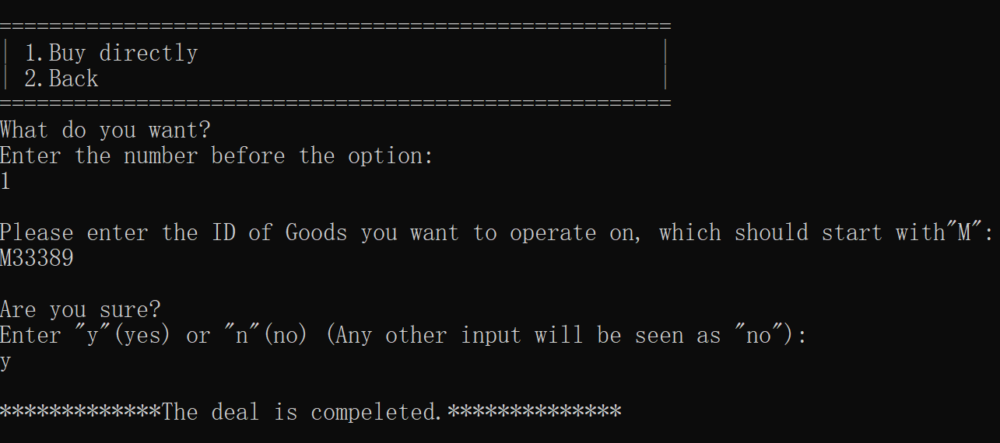 ======================================================
| 1.Buy directly                                     |
| 2.Back                                             |
======================================================
What do you want?
Enter the number before the option:
1
Please enter the ID of Goods you want to operate on, which should start with"M":
M33389
Are you sure?
Enter "y"(yes) or "n"(no) (Any other input will be seen as "no"):
y
*************The deal is compeleted.**************